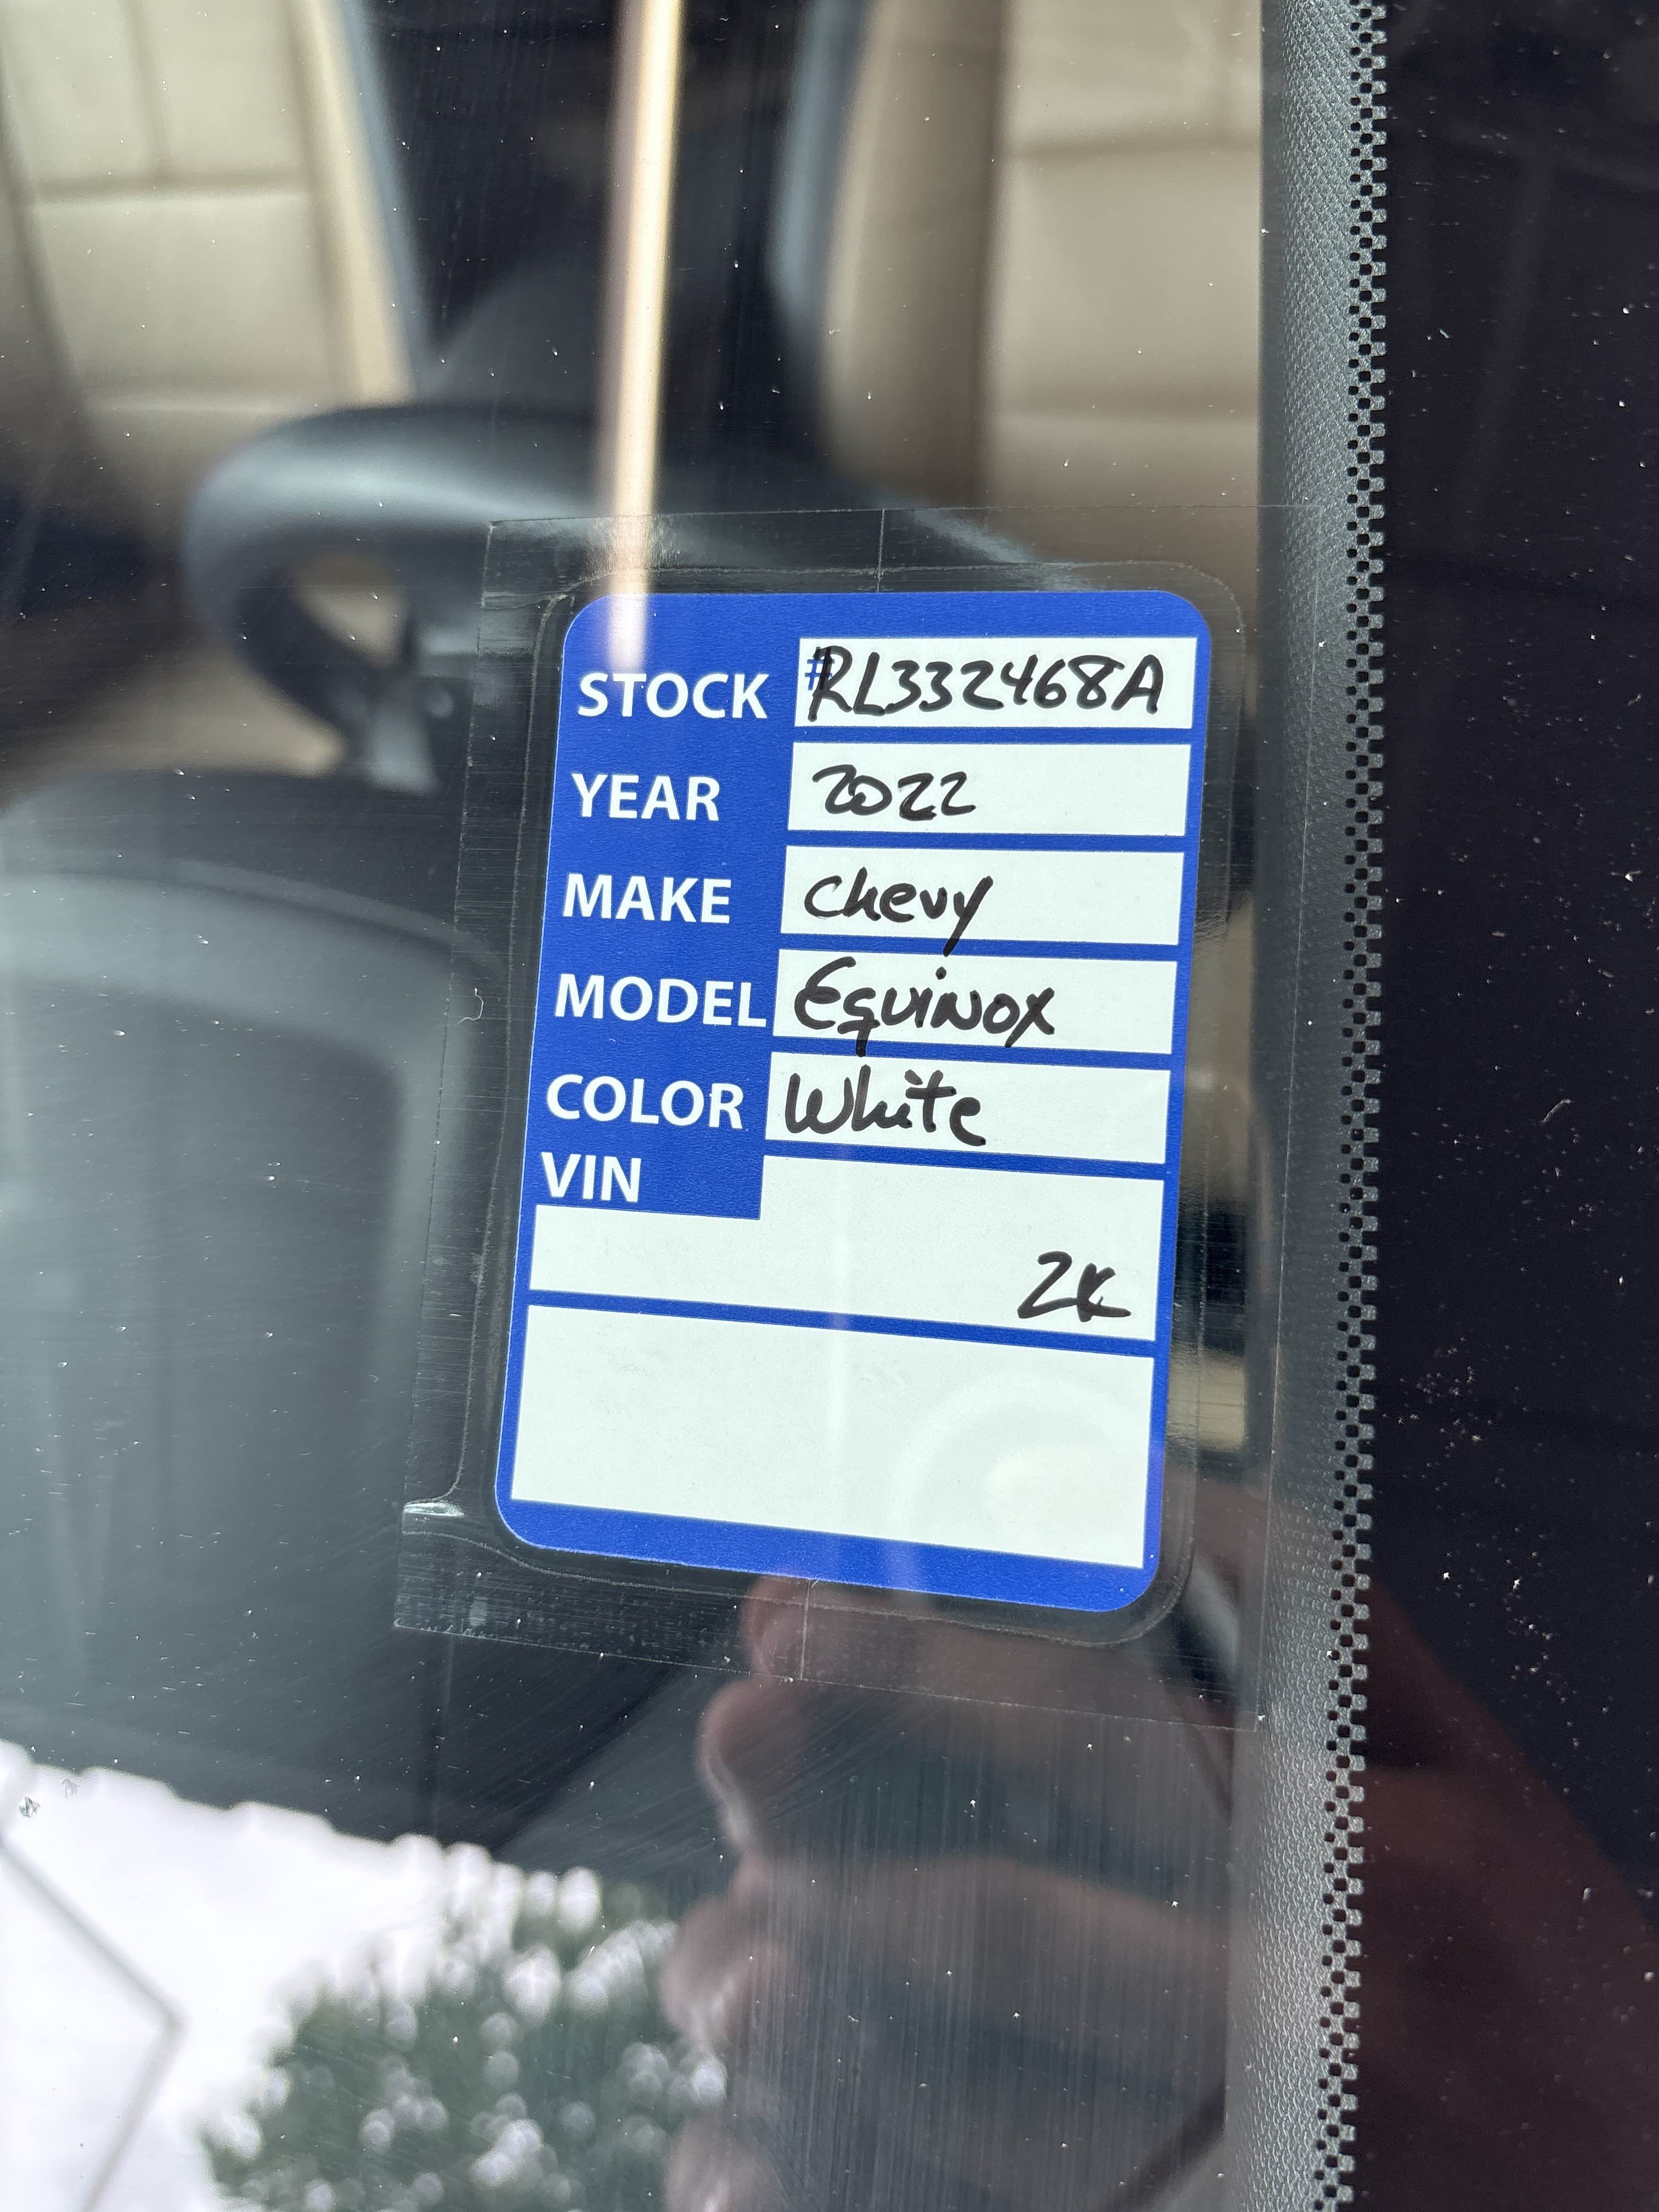 STOCK #RL332468A
YEAR 2022
MAKE Chevy
MODEL Equinox
COLOR White
VIN
2K